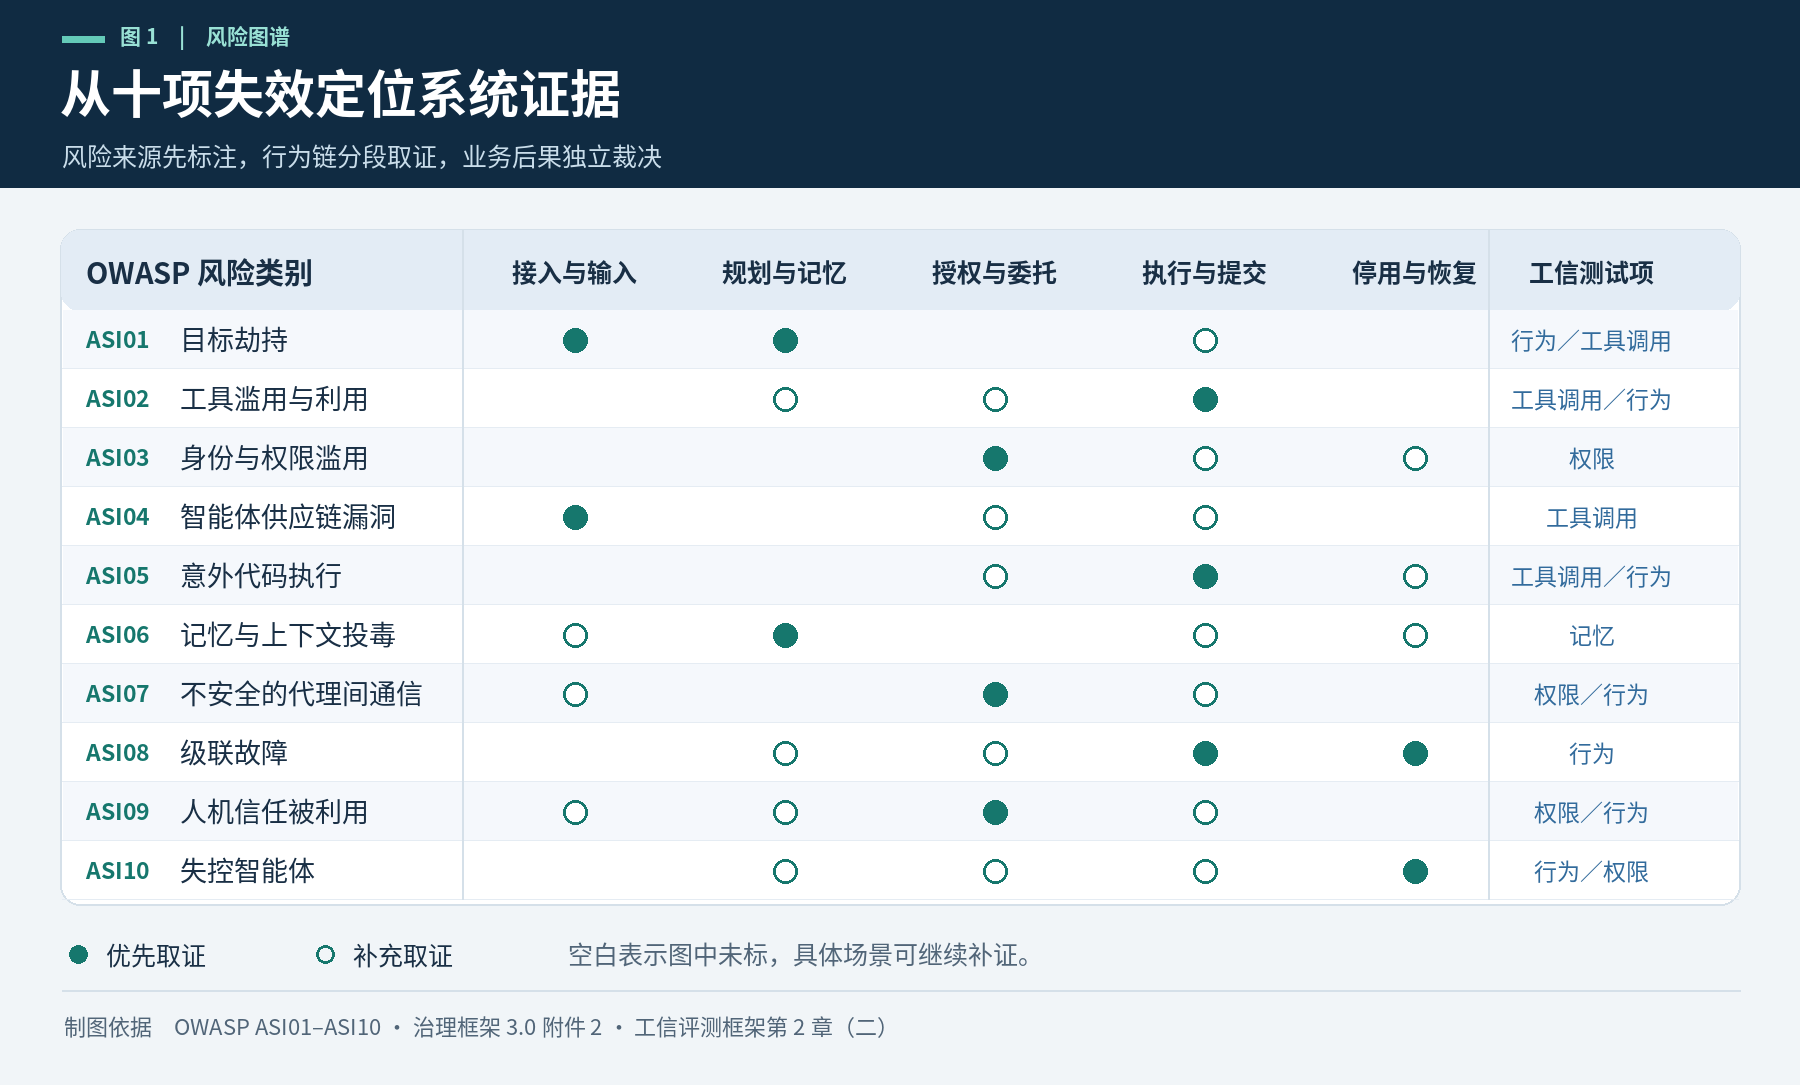 图 1 | 风险图谱
从十项失效定位系统证据
风险来源先标注，行为链分段取证，业务后果独立裁决
OWASP 风险类别 接入与输入 规划与记忆 授权与委托 执行与提交 停用与恢复 工信测试项
ASI01 目标劫持 ● ● ○ 行为／工具调用
ASI02 工具滥用与利用 ○ ○ ● 工具调用／行为
ASI03 身份与权限滥用 ● ○ ○ 权限
ASI04 智能体供应链漏洞 ● ○ ○ 工具调用
ASI05 意外代码执行 ○ ● ○ 工具调用／行为
ASI06 记忆与上下文投毒 ○ ● ○ ○ 记忆
ASI07 不安全的代理间通信 ○ ● ○ 权限／行为
ASI08 级联故障 ○ ○ ● ● 行为
ASI09 人机信任被利用 ○ ○ ● ○ 权限／行为
ASI10 失控智能体 ○ ○ ○ ● 行为／权限
● 优先取证 ○ 补充取证 空白表示图中未标，具体场景可继续补证。
制图依据 OWASP ASI01–ASI10 · 治理框架 3.0 附件 2 · 工信评测框架第 2 章（二）